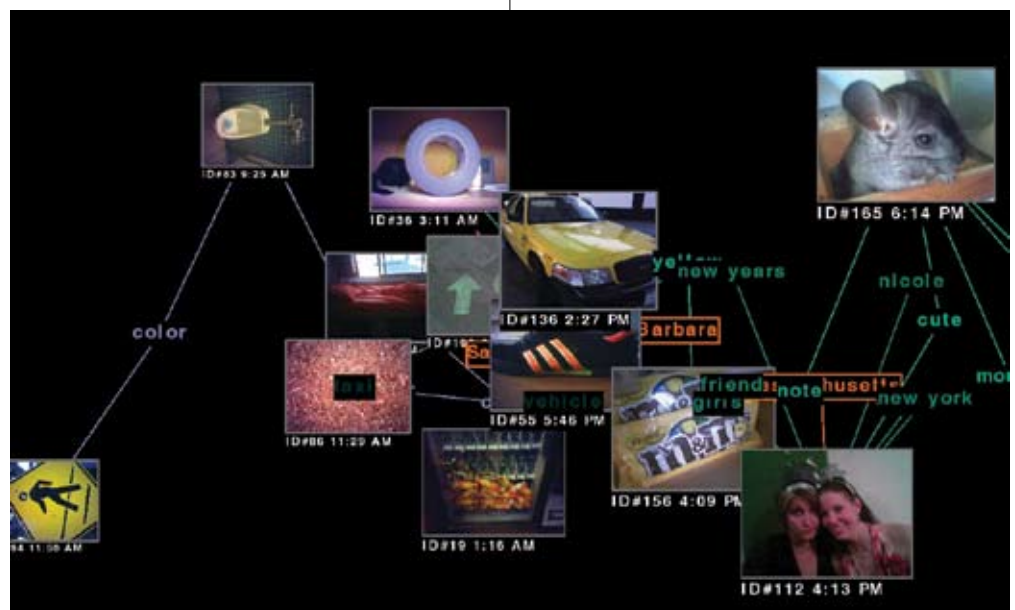 ID#83 9:25 AM
ID#36 3:11 AM
ID#165 6:14 PM
new years
nicole
ID#136 2:27 PM
Barbara
cute
color
friend
note
girls
new york
vehicle
ID#55 5:46 PM
ID#86 11:29 AM
m&m
ID#156 4:09 PM
ID#19 1:16 AM
ID#112 4:13 PM